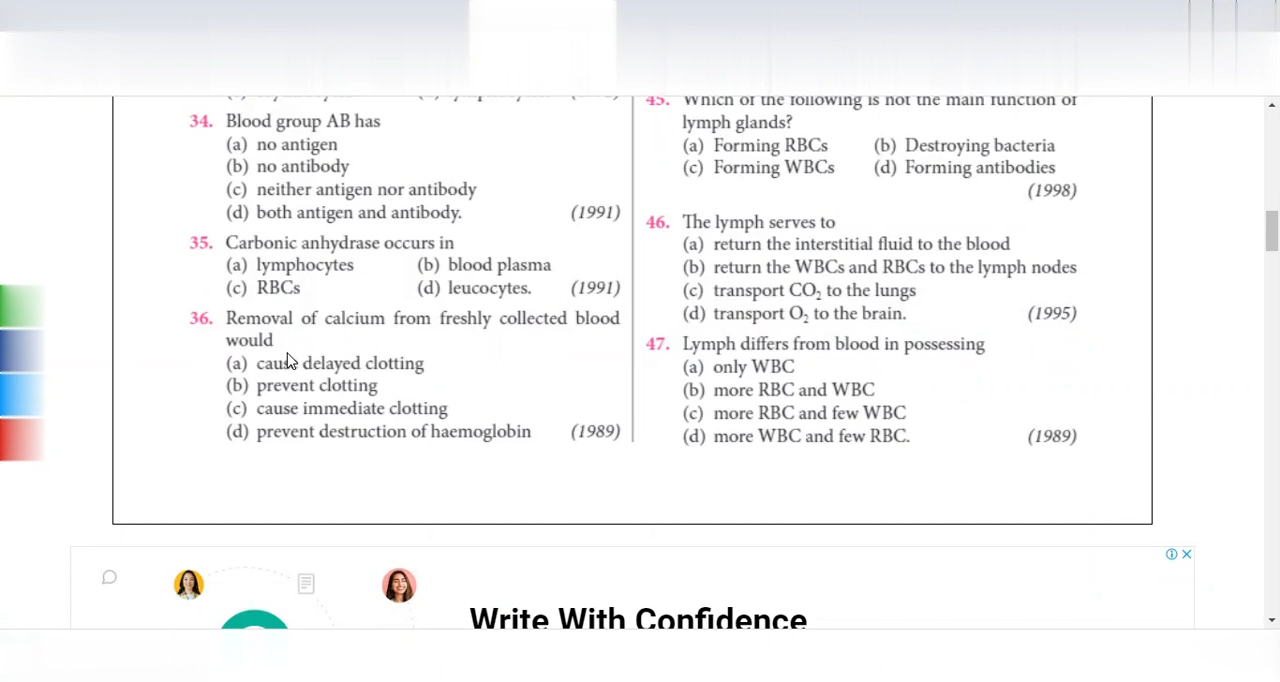 34. Blood group AB has
(a) no antigen
(b) no antibody
(c) neither antigen nor antibody
(d) both antigen and antibody. (1991)
35. Carbonic anhydrase occurs in
(a) lymphocytes (b) blood plasma
(c) RBCs (d) leucocytes. (1991)
36. Removal of calcium from freshly collected blood
would
(a) cause delayed clotting
(b) prevent clotting
(c) cause immediate clotting
(d) prevent destruction of haemoglobin (1989)
45. Which of the following is not the main function of
lymph glands?
(a) Forming RBCs (b) Destroying bacteria
(c) Forming WBCs (d) Forming antibodies
(1998)
46. The lymph serves to
(a) return the interstitial fluid to the blood
(b) return the WBCs and RBCs to the lymph nodes
(c) transport CO₂ to the lungs
(d) transport O₂ to the brain. (1995)
47. Lymph differs from blood in possessing
(a) only WBC
(b) more RBC and WBC
(c) more RBC and few WBC
(d) more WBC and few RBC. (1989)
Write With Confidence